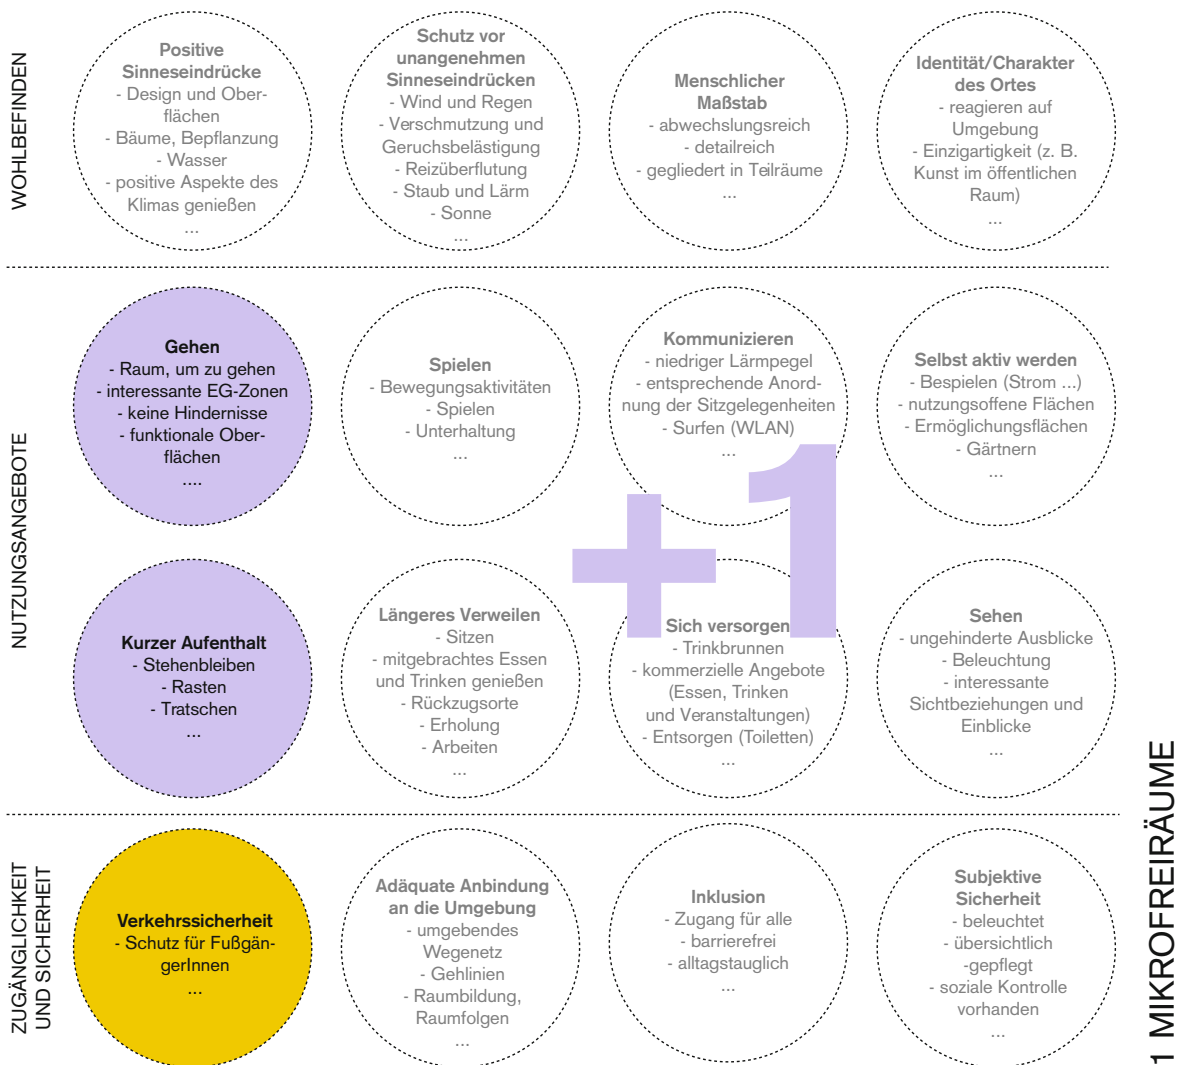 WOHLBEFINDEN
Positive
Sinneseindrücke
- Design und Ober-
flächen
- Bäume, Bepflanzung
- Wasser
- positive Aspekte des
Klimas genießen
...
Schutz vor
unangenehmen
Sinneseindrücken
- Wind und Regen
- Verschmutzung und
Geruchsbelästigung
- Reizüberflutung
- Staub und Lärm
- Sonne
...
Menschlicher
Maßstab
- abwechslungsreich
- detailreich
- gegliedert in Teilräume
...
Identität/Charakter
des Ortes
- reagieren auf
Umgebung
- Einzigartigkeit (z. B.
Kunst im öffentlichen
Raum)
...
NUTZUNGSANGEBOTE
Gehen
- Raum, um zu gehen
- interessante EG-Zonen
- keine Hindernisse
- funktionale Ober-
flächen
....
Spielen
- Bewegungsaktivitäten
- Spielen
- Unterhaltung
...
Kommunizieren
- niedriger Lärmpegel
- entsprechende Anord-
nung der Sitzgelegenheiten
- Surfen (WLAN)
...
Selbst aktiv werden
- Bespielen (Strom ...)
- nutzungsoffene Flächen
- Ermöglichungsflächen
- Gärtnern
...
+1
Kurzer Aufenthalt
- Stehenbleiben
- Rasten
- Tratschen
...
Längeres Verweilen
- Sitzen
- mitgebrachtes Essen
und Trinken genießen
- Rückzugsorte
- Erholung
- Arbeiten
...
Sich versorgen
- Trinkbrunnen
- kommerzielle Angebote
(Essen, Trinken
und Veranstaltungen)
- Entsorgen (Toiletten)
...
Sehen
- ungehinderte Ausblicke
- Beleuchtung
- interessante
Sichtbeziehungen und
Einblicke
...
ZUGÄNGLICHKEIT
UND SICHERHEIT
Verkehrssicherheit
- Schutz für Fußgän-
gerInnen
...
Adäquate Anbindung
an die Umgebung
- umgebendes
Wegenetz
- Gehlinien
- Raumbildung,
Raumfolgen
...
Inklusion
- Zugang für alle
- barrierefrei
- alltagstauglich
...
Subjektive
Sicherheit
- beleuchtet
- übersichtlich
-gepflegt
- soziale Kontrolle
vorhanden
...
1 MIKROFREIRÄUME